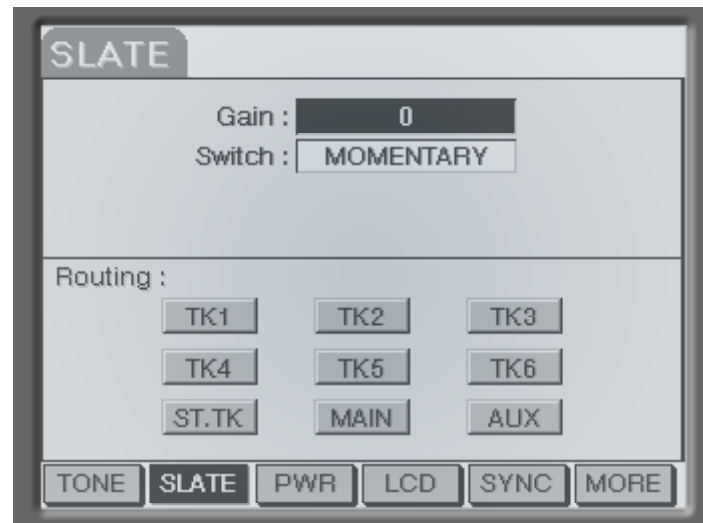 SLATE
Gain : 0
Switch : MOMENTARY
Routing :
TK1 TK2 TK3
TK4 TK5 TK6
ST.TK MAIN AUX
TONE SLATE PWR LCD SYNC MORE